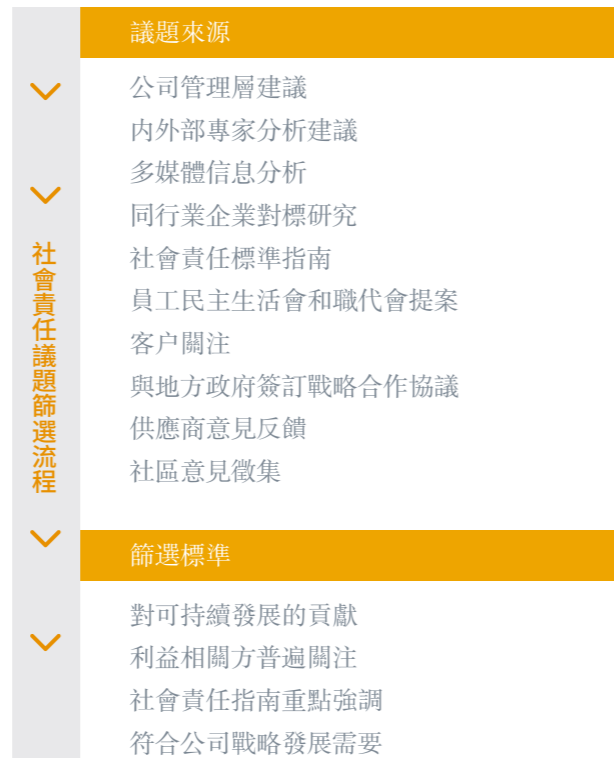 社會責任議題篩選流程
議題來源
公司管理層建議
内外部專家分析建議
多媒體信息分析
同行業企業對標研究
社會責任標準指南
員工民主生活會和職代會提案
客户關注
與地方政府簽訂戰略合作協議
供應商意見反饋
社區意見徵集
篩選標準
對可持續發展的貢獻
利益相關方普遍關注
社會責任指南重點強調
符合公司戰略發展需要